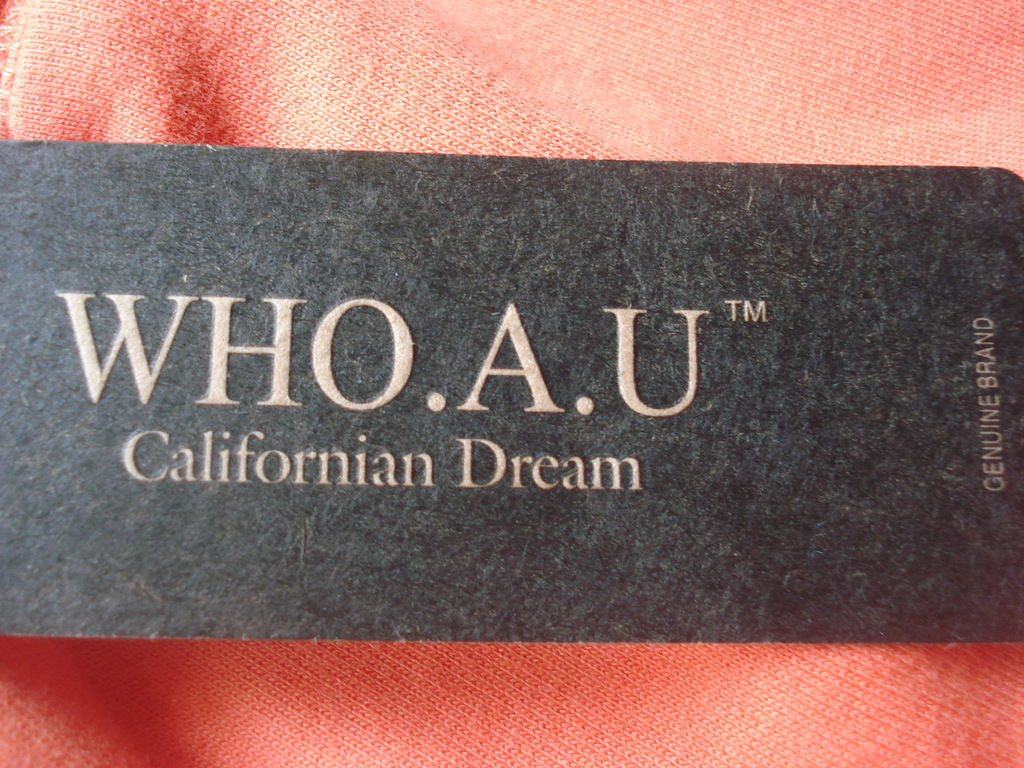 WHO.A.U™
Californian Dream
GENUINE BRAND